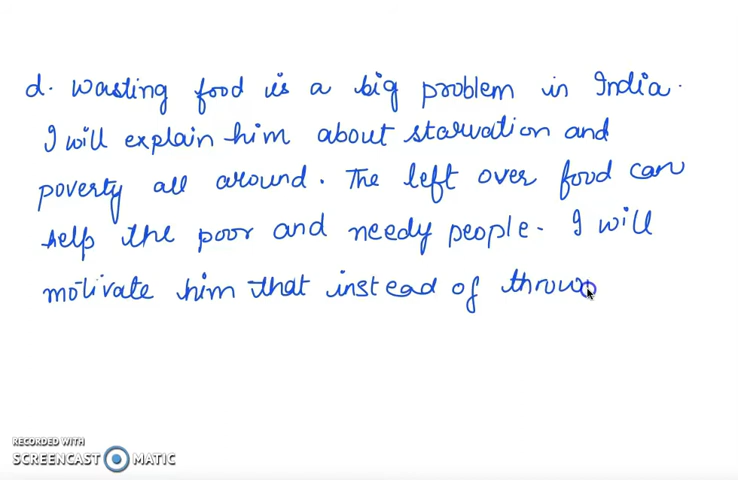 d. Wasting food is a big problem in India.
I will explain him about starvation and
poverty all around. The left over food can
help the poor and needy people. I will
motivate him that instead of throw
RECORDED WITH
SCREENCAST MATIC